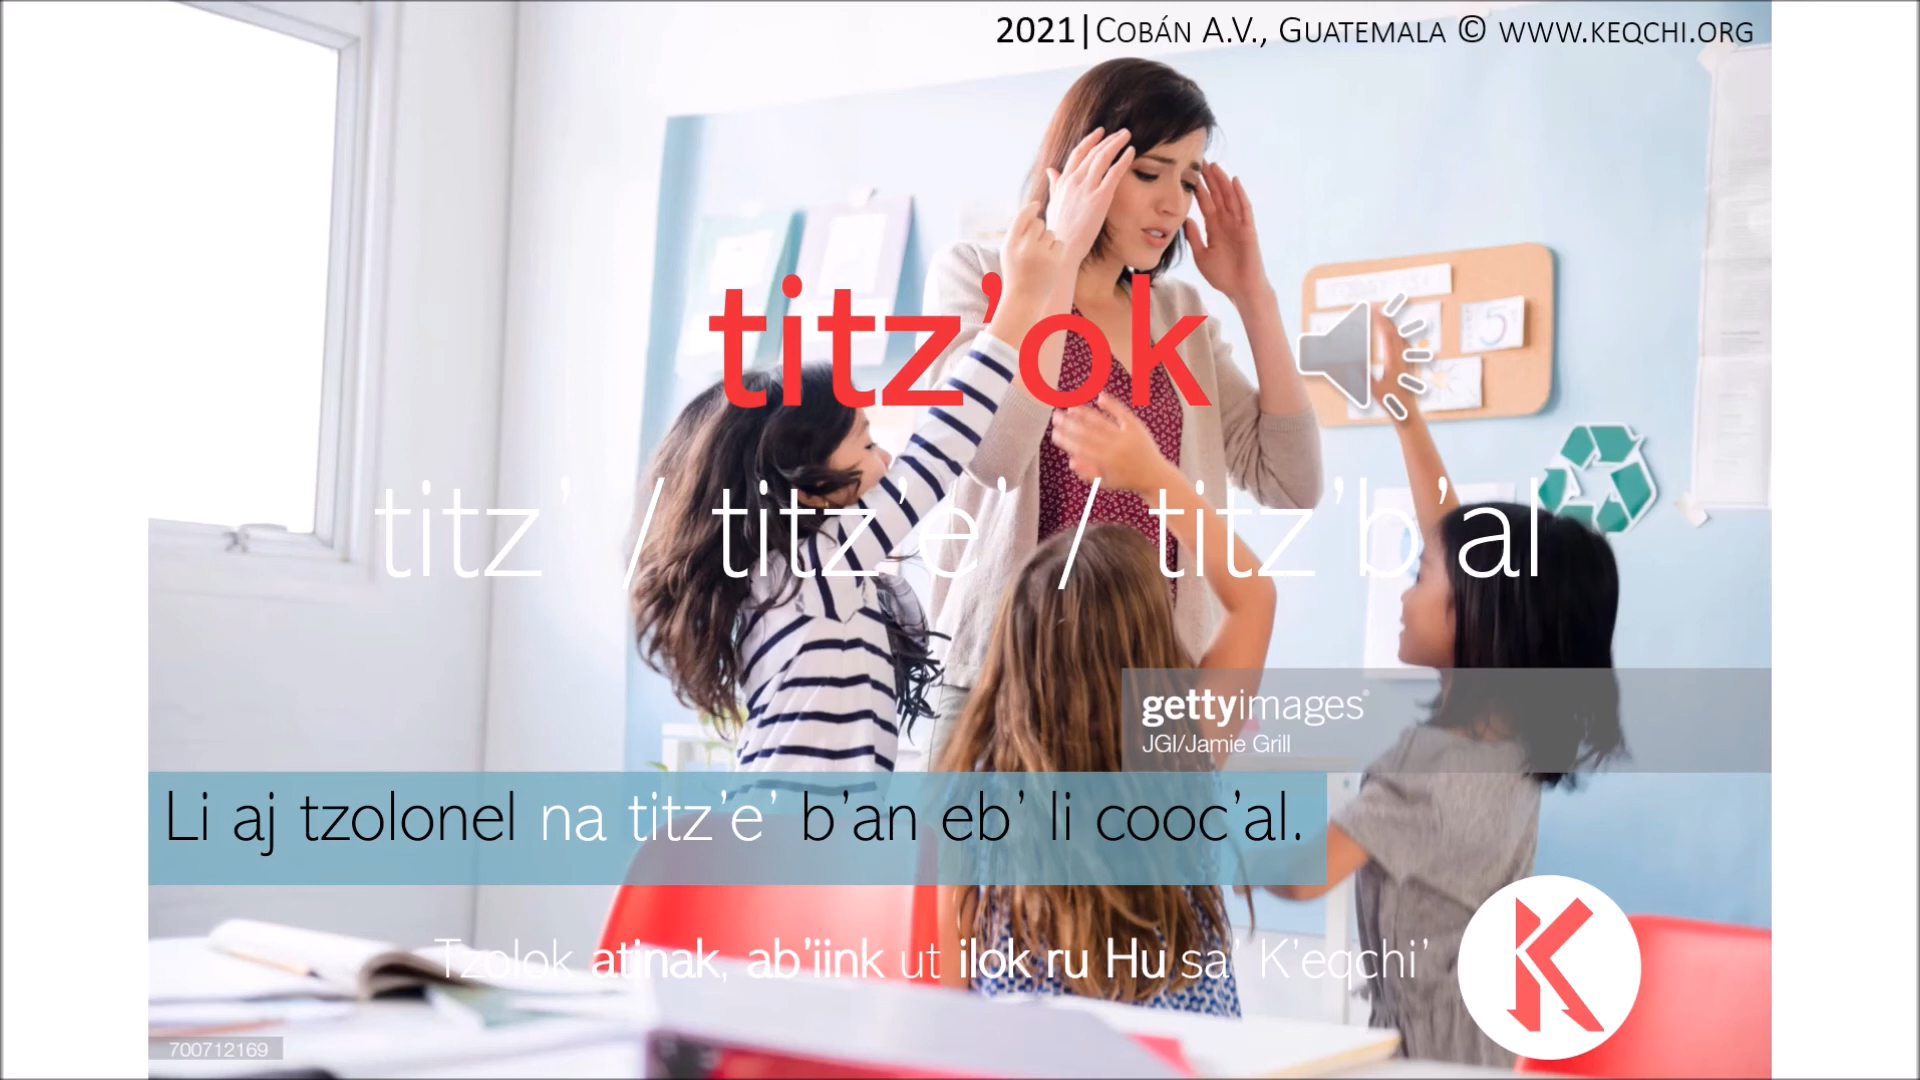 2021|COBÁN A.V., GUATEMALA © WWW.KEQCHI.ORG
titz’ok
titz’ / titz’e’ / titz’b’al
gettyimages
JGI/Jamie Grill
Li aj tzolonel na titz’e’ b’an eb’ li cooc’al.
Tzolok atinak, ab’iink ut ilok ru Hu sa’ K’eqchi’
700712169